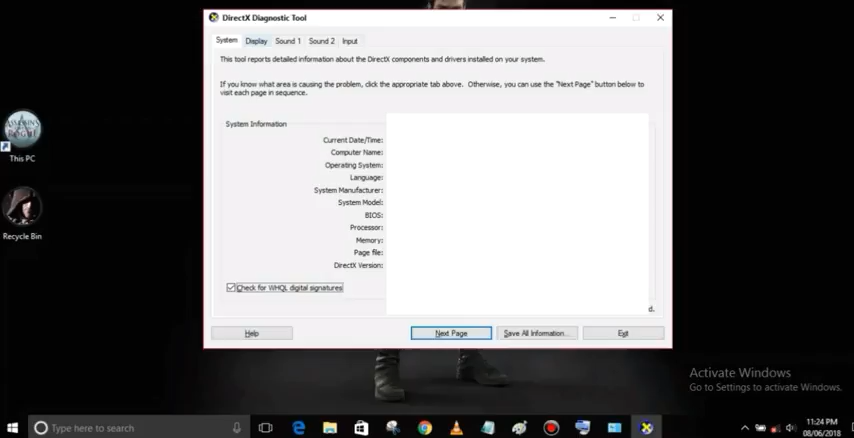 DirectX Diagnostic Tool
System Display Sound 1 Sound 2 Input
This tool reports detailed information about the DirectX components and drivers installed on your system.
If you know what area is causing the problem, click the appropriate tab above. Otherwise, you can use the "Next Page" button below to
visit each page in sequence.
System Information
Current Date/Time:
Computer Name:
Operating System:
Language:
System Manufacturer:
System Model:
BIOS:
Processor:
Memory:
Page file:
DirectX Version:
Check for WHQL digital signatures
d.
Help Next Page Save All Information... Exit
This PC
Recycle Bin
Activate Windows
Go to Settings to activate Windows.
Type here to search
11:24 PM
08/06/2018